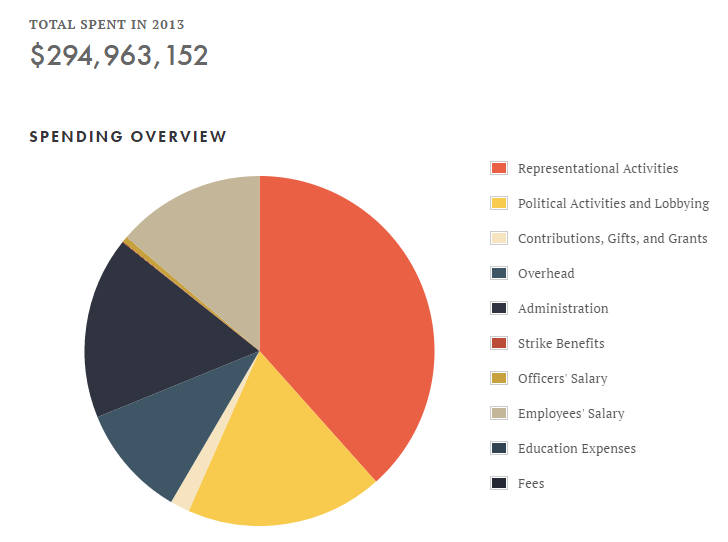 TOTAL SPENT IN 2013
$294,963,152
SPENDING OVERVIEW
Representational Activities
Political Activities and Lobbying
Contributions, Gifts, and Grants
Overhead
Administration
Strike Benefits
Officers' Salary
Employees' Salary
Education Expenses
Fees